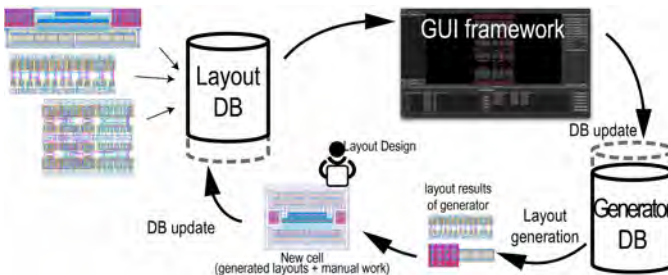 GUI framework
Layout
DB
DB update
Layout Design
layout results
of generator
Layout
generation
Generator
DB
DB update
New cell
(generated layouts + manual work)